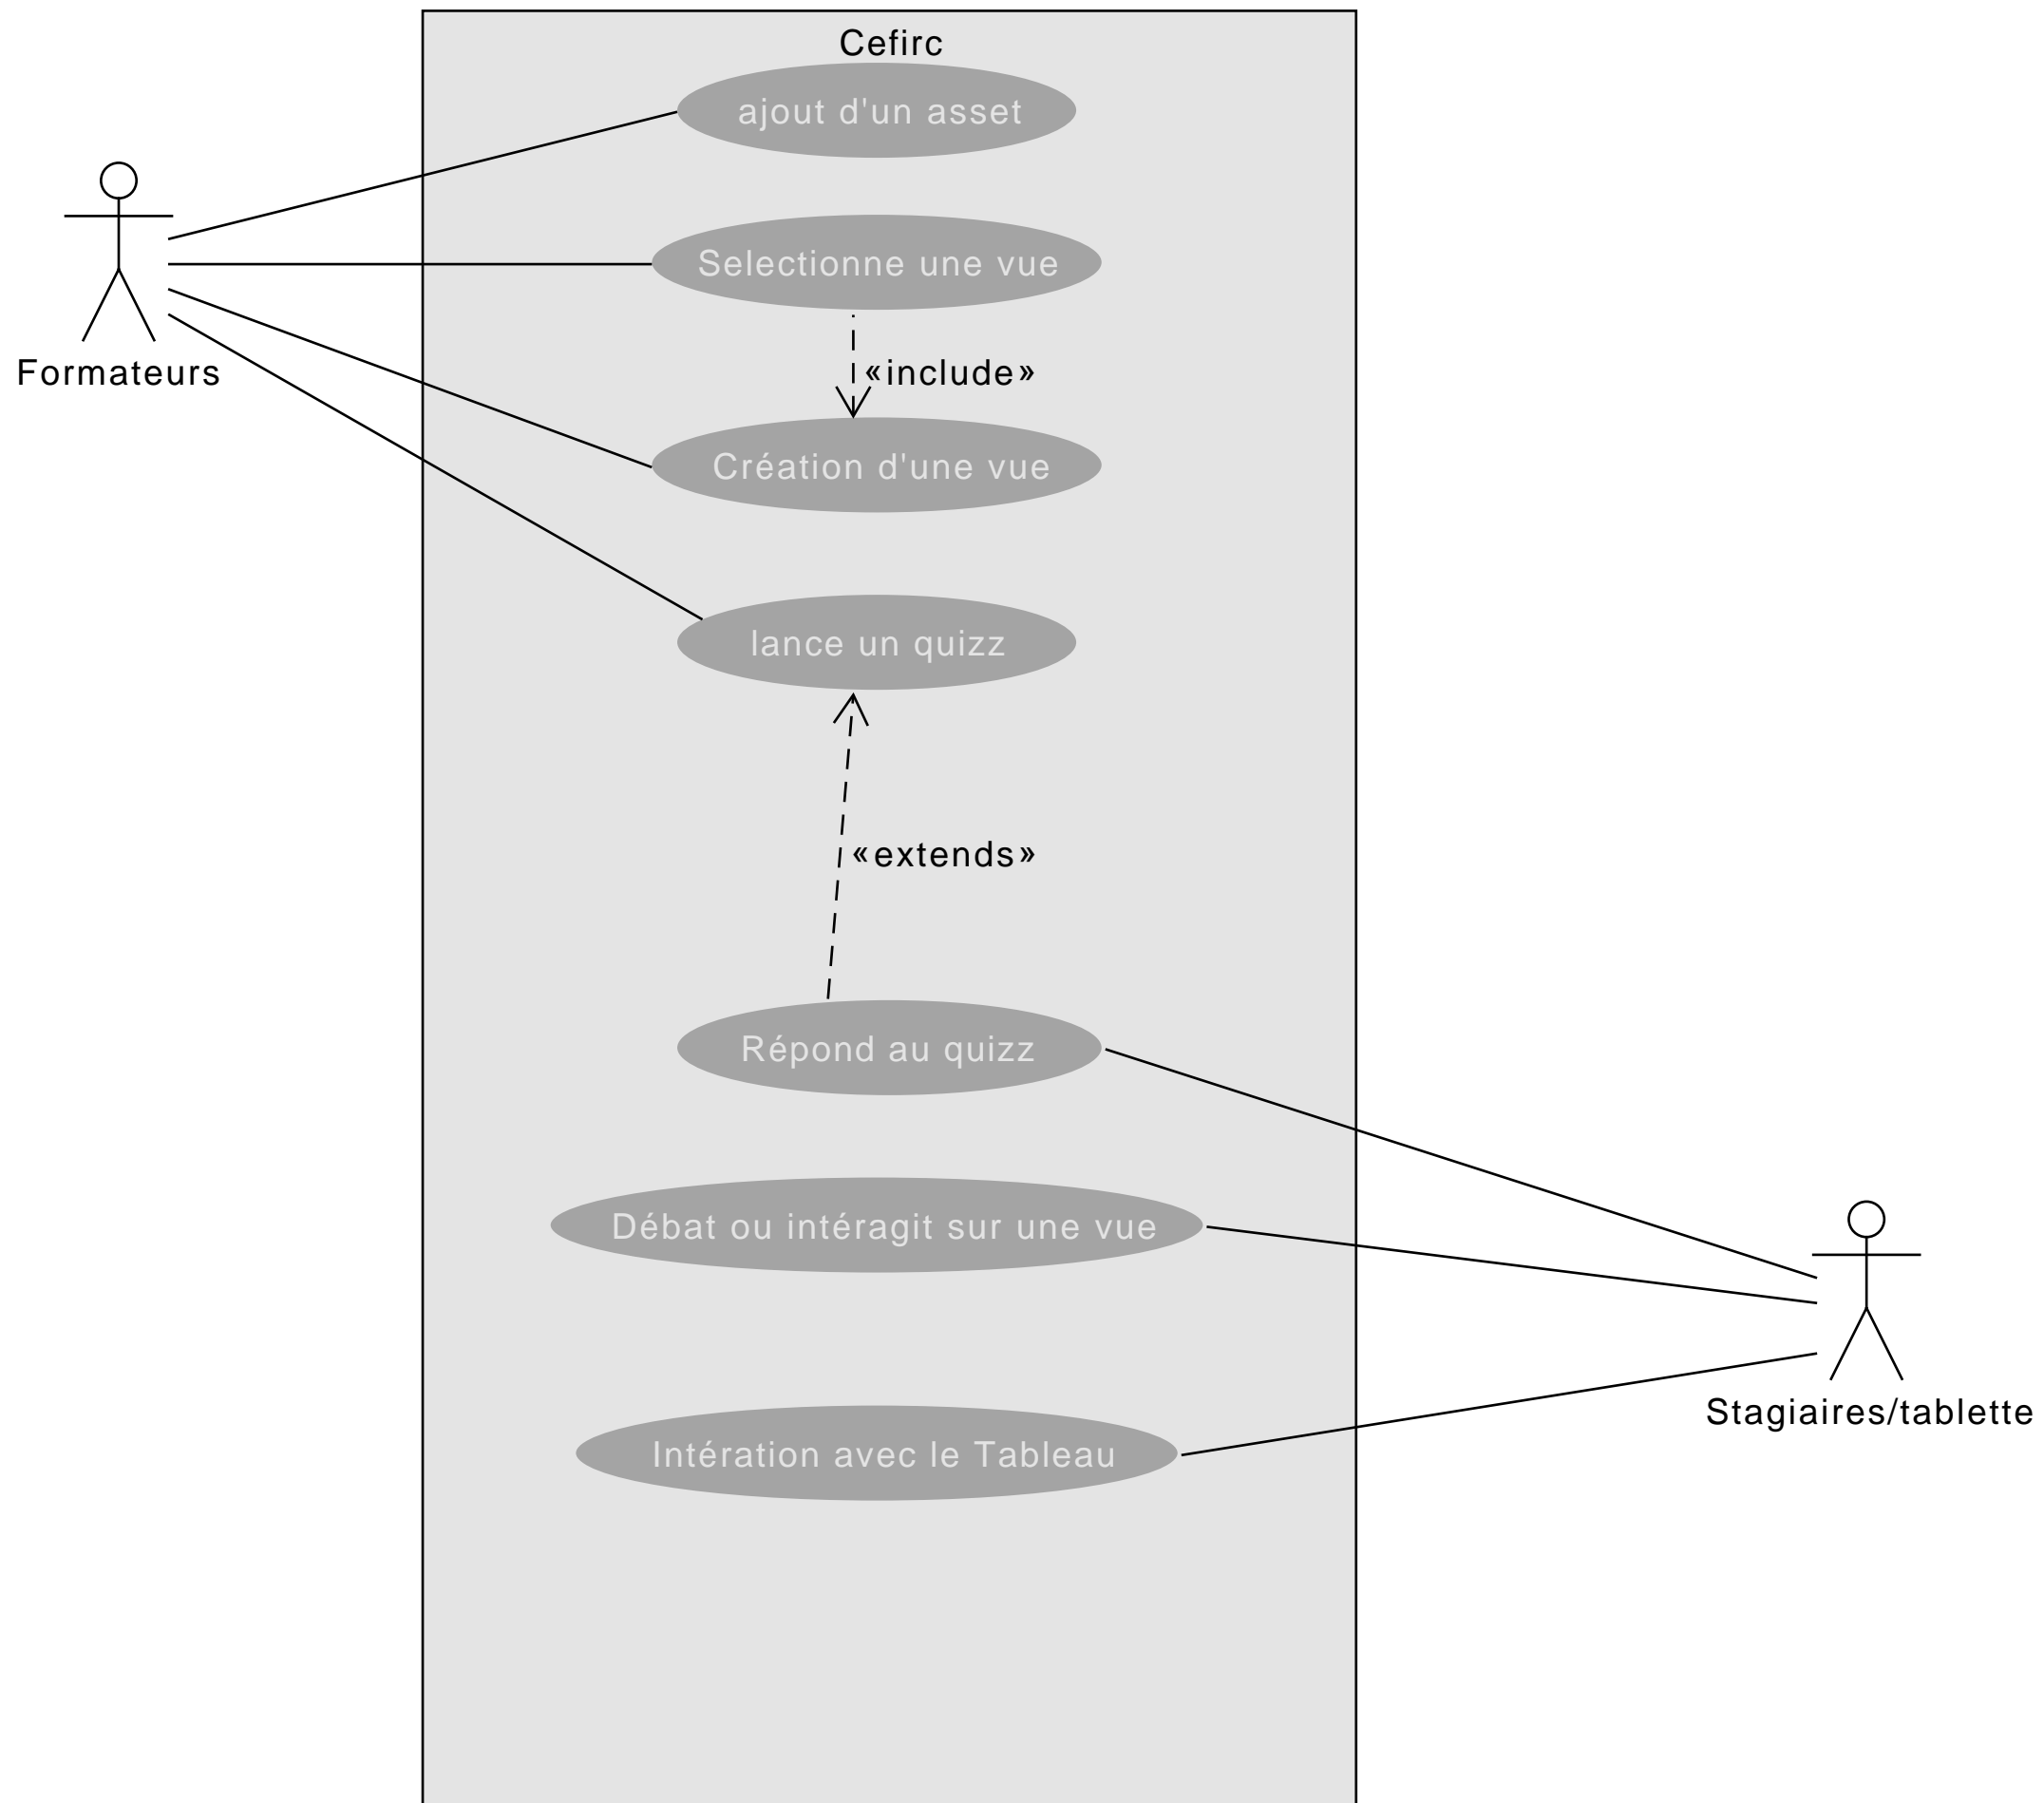 Cefirc
ajout d'un asset
Selectionne une vue
Formateurs
«include»
Création d'une vue
lance un quizz
«extends»
Répond au quizz
Débat ou intéragit sur une vue
Stagiaires/tablette
Intération avec le Tableau